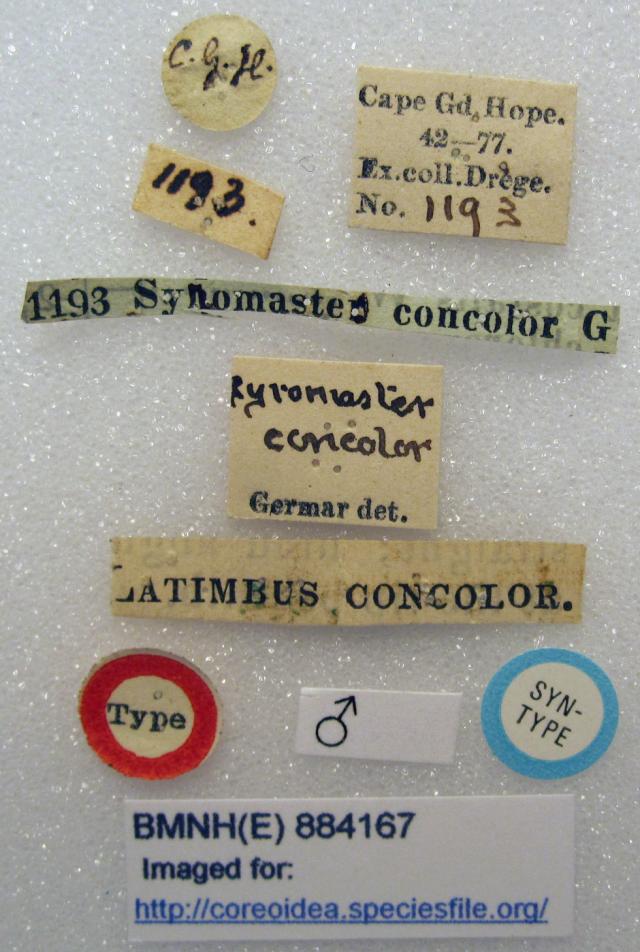 C.G.H.
Cape Gd. Hope.
42—77.
Ex.coll.Drège.
No. 1193
1193.
1193 Syromaster concolor G
Syromaster
concolor
Germar det.
LATIMBUS CONCOLOR.
Type
♂
SYN-
TYPE
BMNH(E) 884167
Imaged for:
http://coreoidea.speciesfile.org/